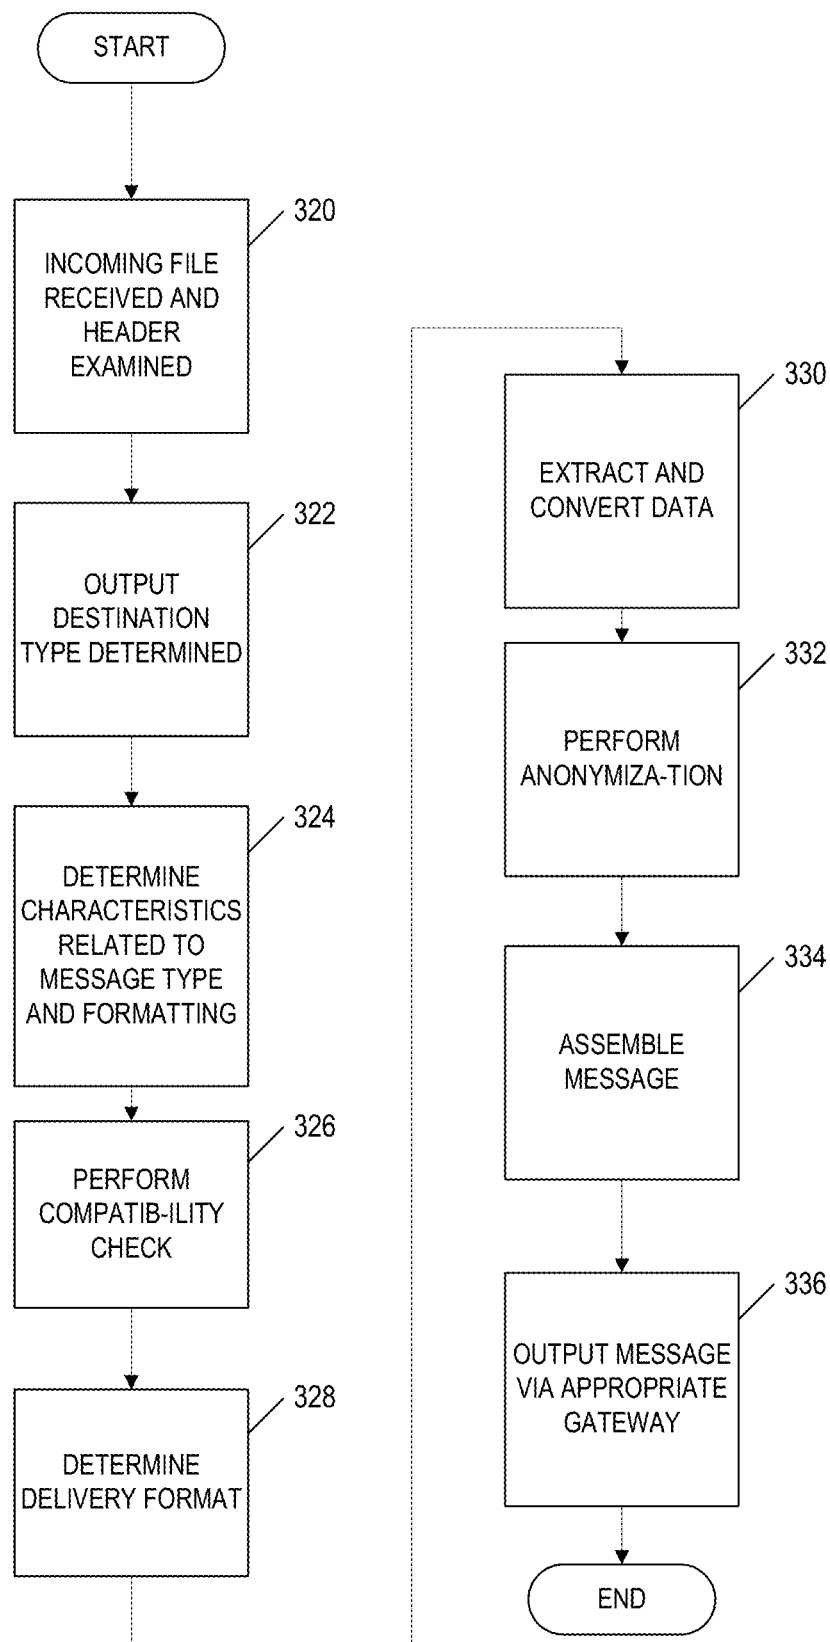 START
320
INCOMING FILE
RECEIVED AND
HEADER
EXAMINED
322
OUTPUT
DESTINATION
TYPE DETERMINED
324
DETERMINE
CHARACTERISTICS
RELATED TO
MESSAGE TYPE
AND FORMATTING
326
PERFORM
COMPATIB-ILITY
CHECK
328
DETERMINE
DELIVERY FORMAT
330
EXTRACT AND
CONVERT DATA
332
PERFORM
ANONYMIZA-TION
334
ASSEMBLE
MESSAGE
336
OUTPUT MESSAGE
VIA APPROPRIATE
GATEWAY
END